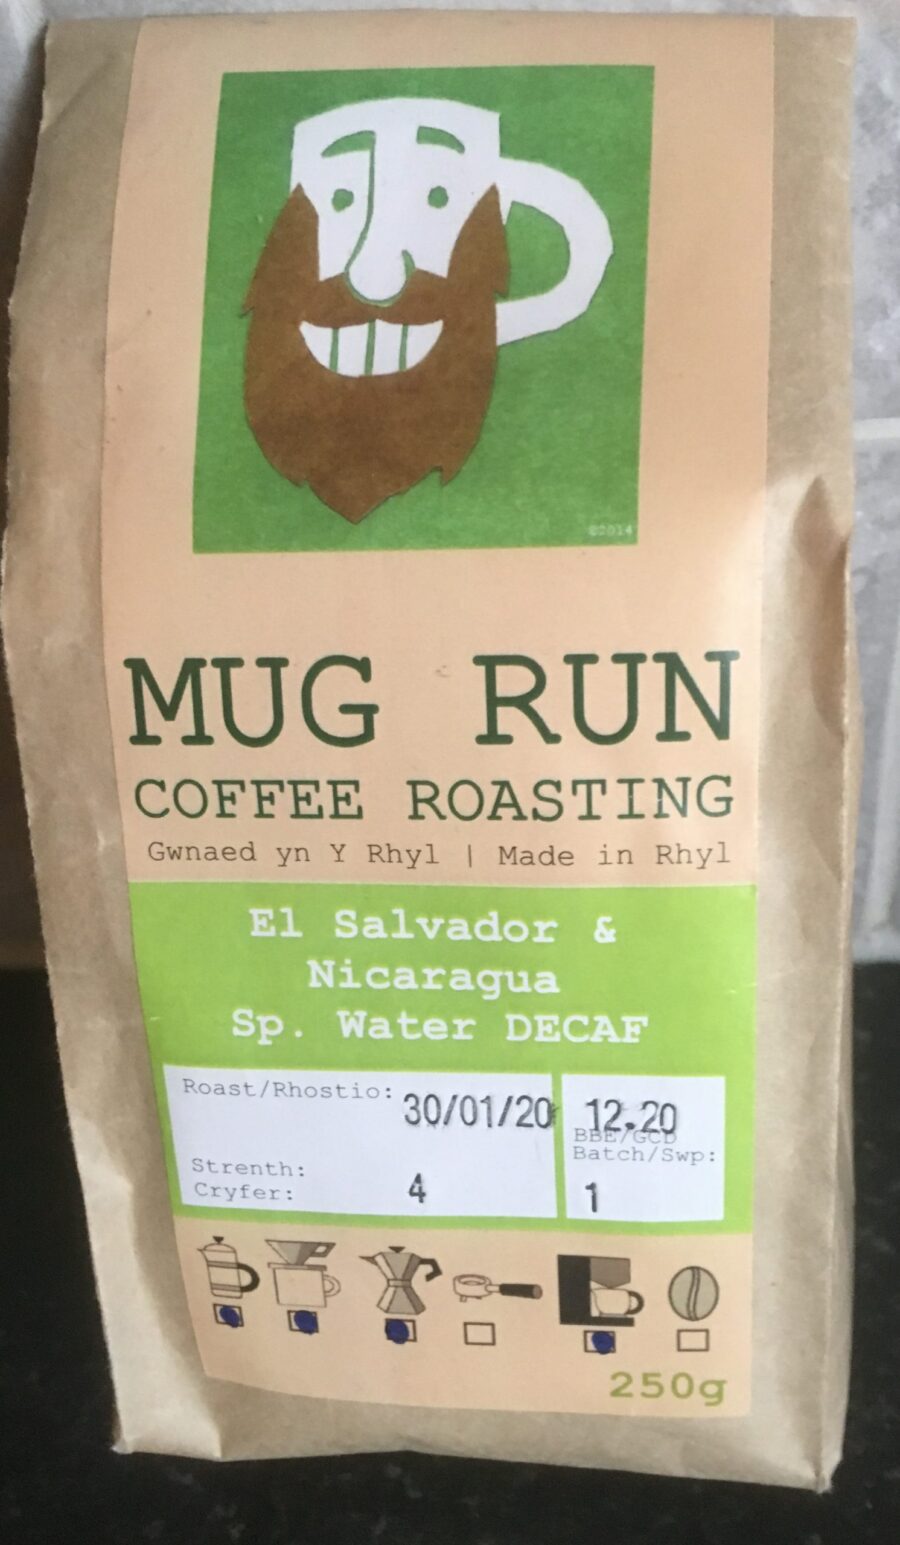 ©2014
MUG RUN
COFFEE ROASTING
Gwnaed yn Y Rhyl | Made in Rhyl
El Salvador &
Nicaragua
Sp. Water DECAF
Roast/Rhostio: 30/01/20
12.20
BBE/GCD
Batch/Swp:
Strenth:
Cryfer: 4
1
250g